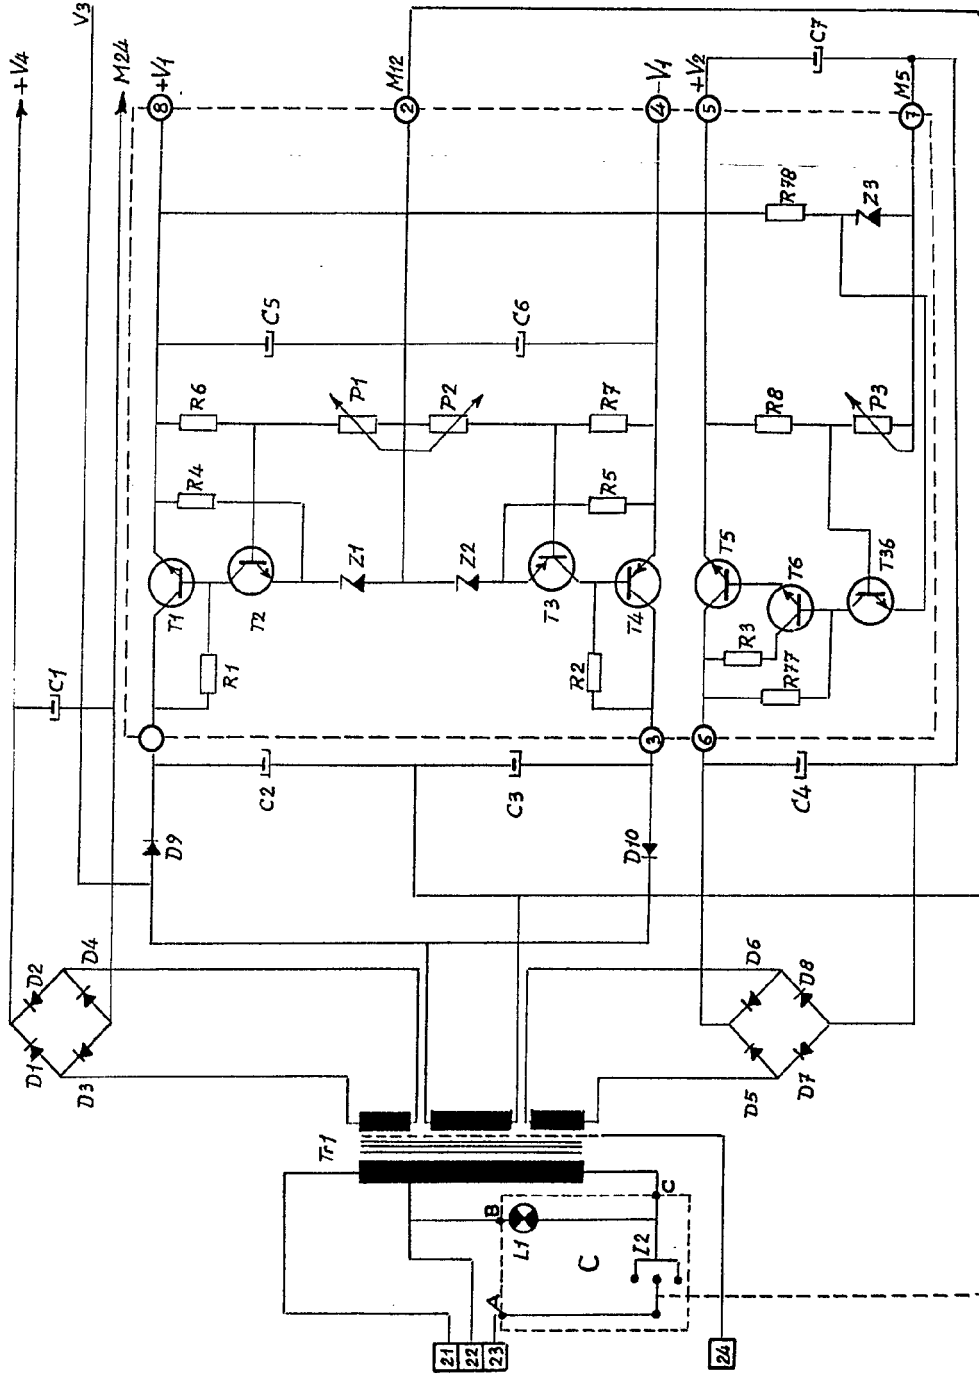 V3
+V4
M24
8
+V1
M12
2
-V1
4
+V2
5
C7
M5
7
R78
Z3
C5
C6
R6
P1
P2
R7
R8
P3
R4
R5
T1
T2
Z1
Z2
T3
T4
T5
T6
T36
R1
R2
R3
R77
C1
3
6
C2
C3
C4
D9
D10
D2
D4
D1
D3
D6
D8
D5
D7
Tr1
B
C
L1
C
I2
A
21
22
23
24